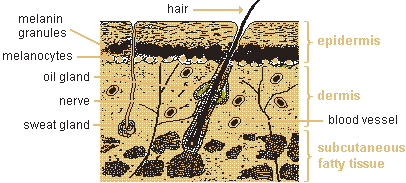 hair
melanin
granules
melanocytes
oil gland
nerve
sweat gland
epidermis
dermis
blood vessel
subcutaneous
fatty tissue